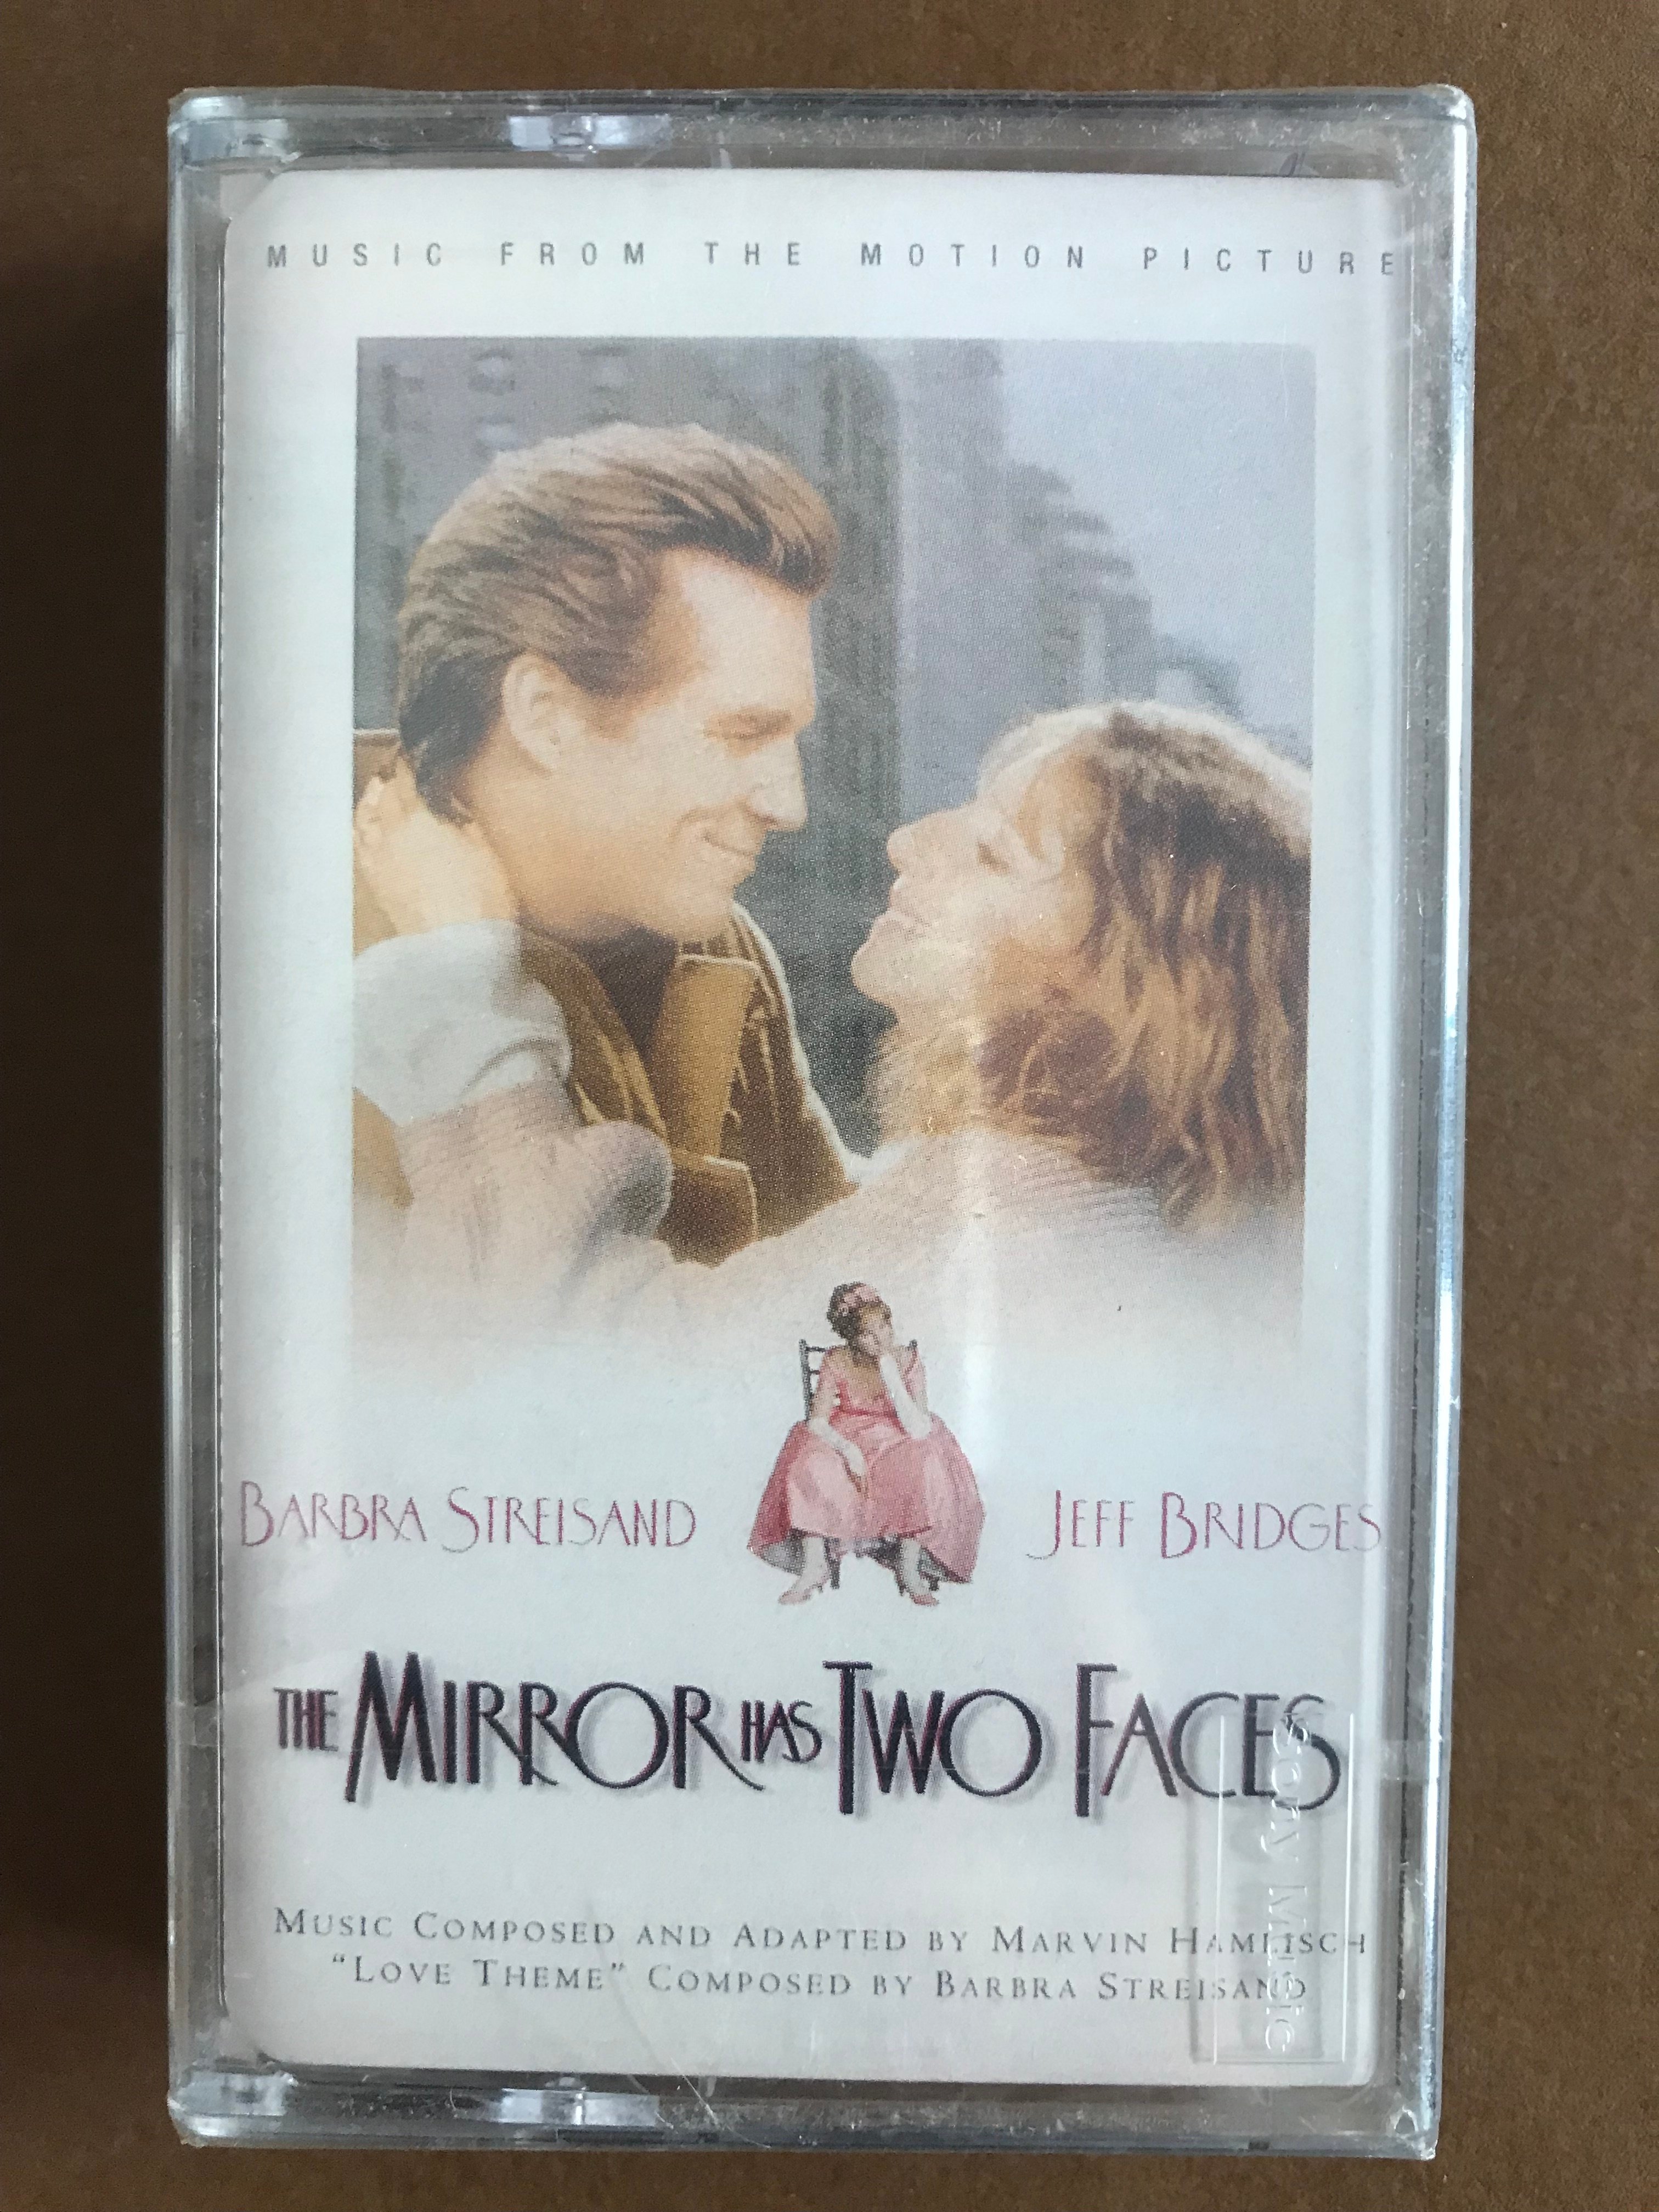 MUSIC FROM THE MOTION PICTURE
BARBRA STREISAND JEFF BRIDGES
THE MIRROR HAS TWO FACES
MUSIC COMPOSED AND ADAPTED BY MARVIN HAMLISCH
"LOVE THEME" COMPOSED BY BARBRA STREISAND
Sony Music